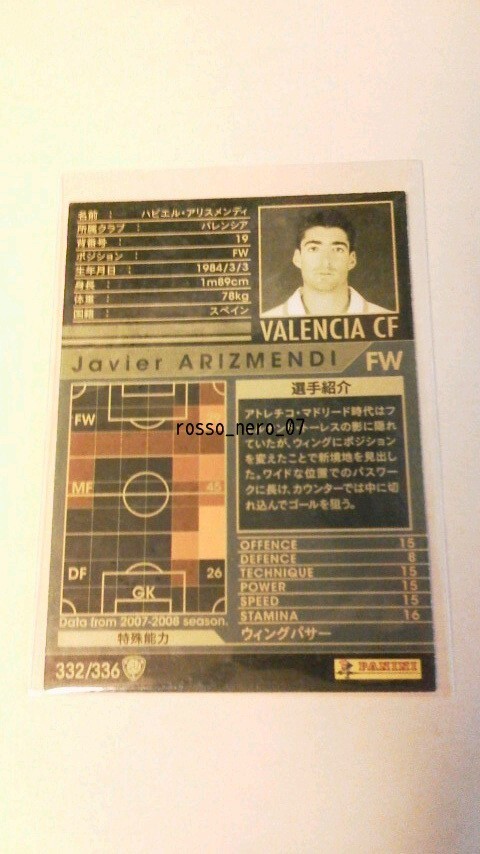 名前 : ハビエル・アリスメンディ
所属クラブ : バレンシア
背番号 : 19
ポジション : FW
生年月日 : 1984/3/3
身長 : 1m89cm
体重 : 78kg
国籍 : スペイン
VALENCIA CF
Javier ARIZMENDI FW
FW
MF 45
DF 26
GK
Data from 2007-2008 season.
選手紹介
アトレチコ・マドリード時代はフ
ェルナンド・トーレスの影に隠れ
ていたが、ウィングにポジション
を変えたことで新境地を見出し
た。ワイドな位置でのパスワー
クに長け、カウンターでは中に切
れ込んでゴールを狙う。
rosso_nero_07
OFFENCE 15
DEFENCE 8
TECHNIQUE 15
POWER 15
SPEED 15
STAMINA 16
特殊能力 ウィングパサー
332/336
PANINI